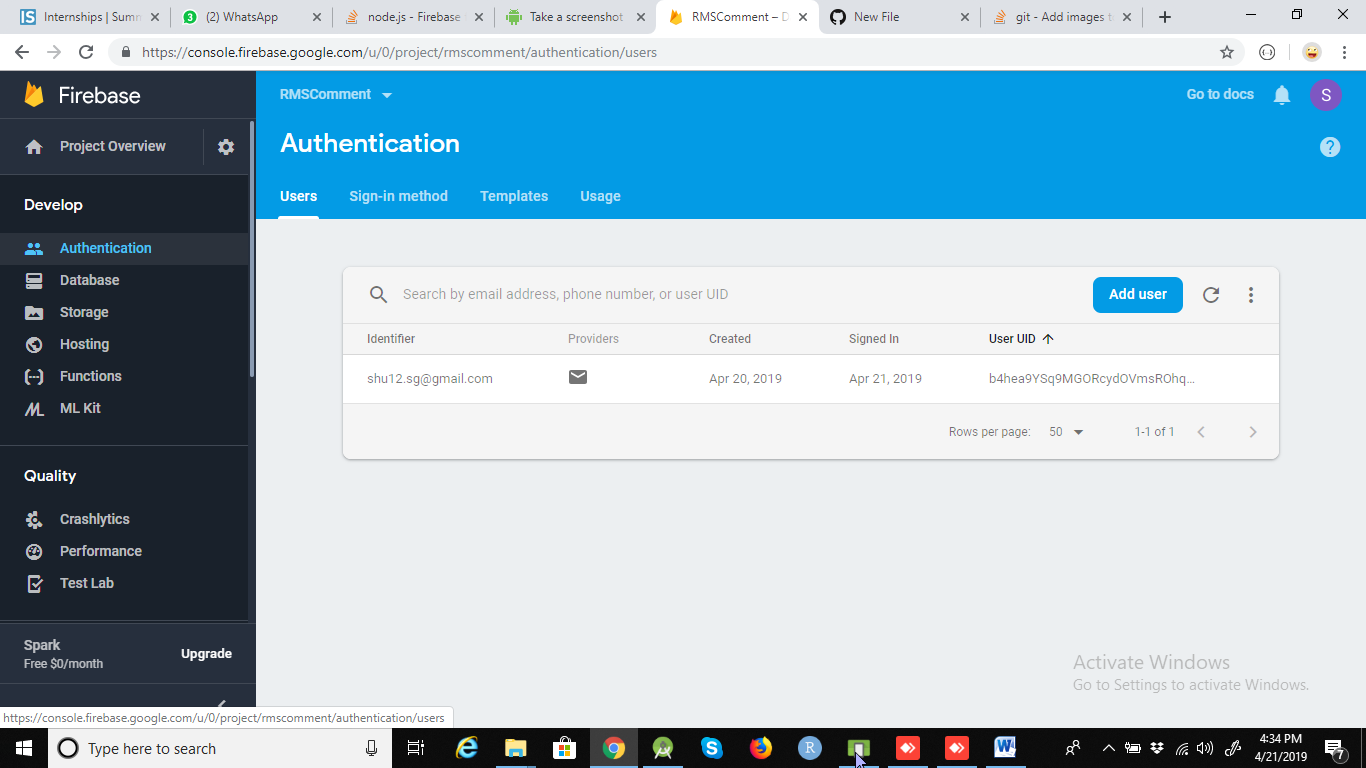 Internships | Sumn
(2) WhatsApp
node.js - Firebase
Take a screenshot
RMSComment – D
New File
git - Add images t
https://console.firebase.google.com/u/0/project/rmscomment/authentication/users
Firebase
RMSComment
Go to docs
S
Project Overview
Authentication
Users Sign-in method Templates Usage
Develop
Authentication
Database
Storage
Hosting
Functions
ML Kit
Search by email address, phone number, or user UID
Add user
Identifier Providers Created Signed In User UID
shu12.sg@gmail.com Apr 20, 2019 Apr 21, 2019 b4hea9YSq9MGORcydOVmsROhq...
Rows per page: 50 1-1 of 1
Quality
Crashlytics
Performance
Test Lab
Spark
Free $0/month
Upgrade
Activate Windows
Go to Settings to activate Windows.
https://console.firebase.google.com/u/0/project/rmscomment/authentication/users
Type here to search
4:34 PM
4/21/2019
7